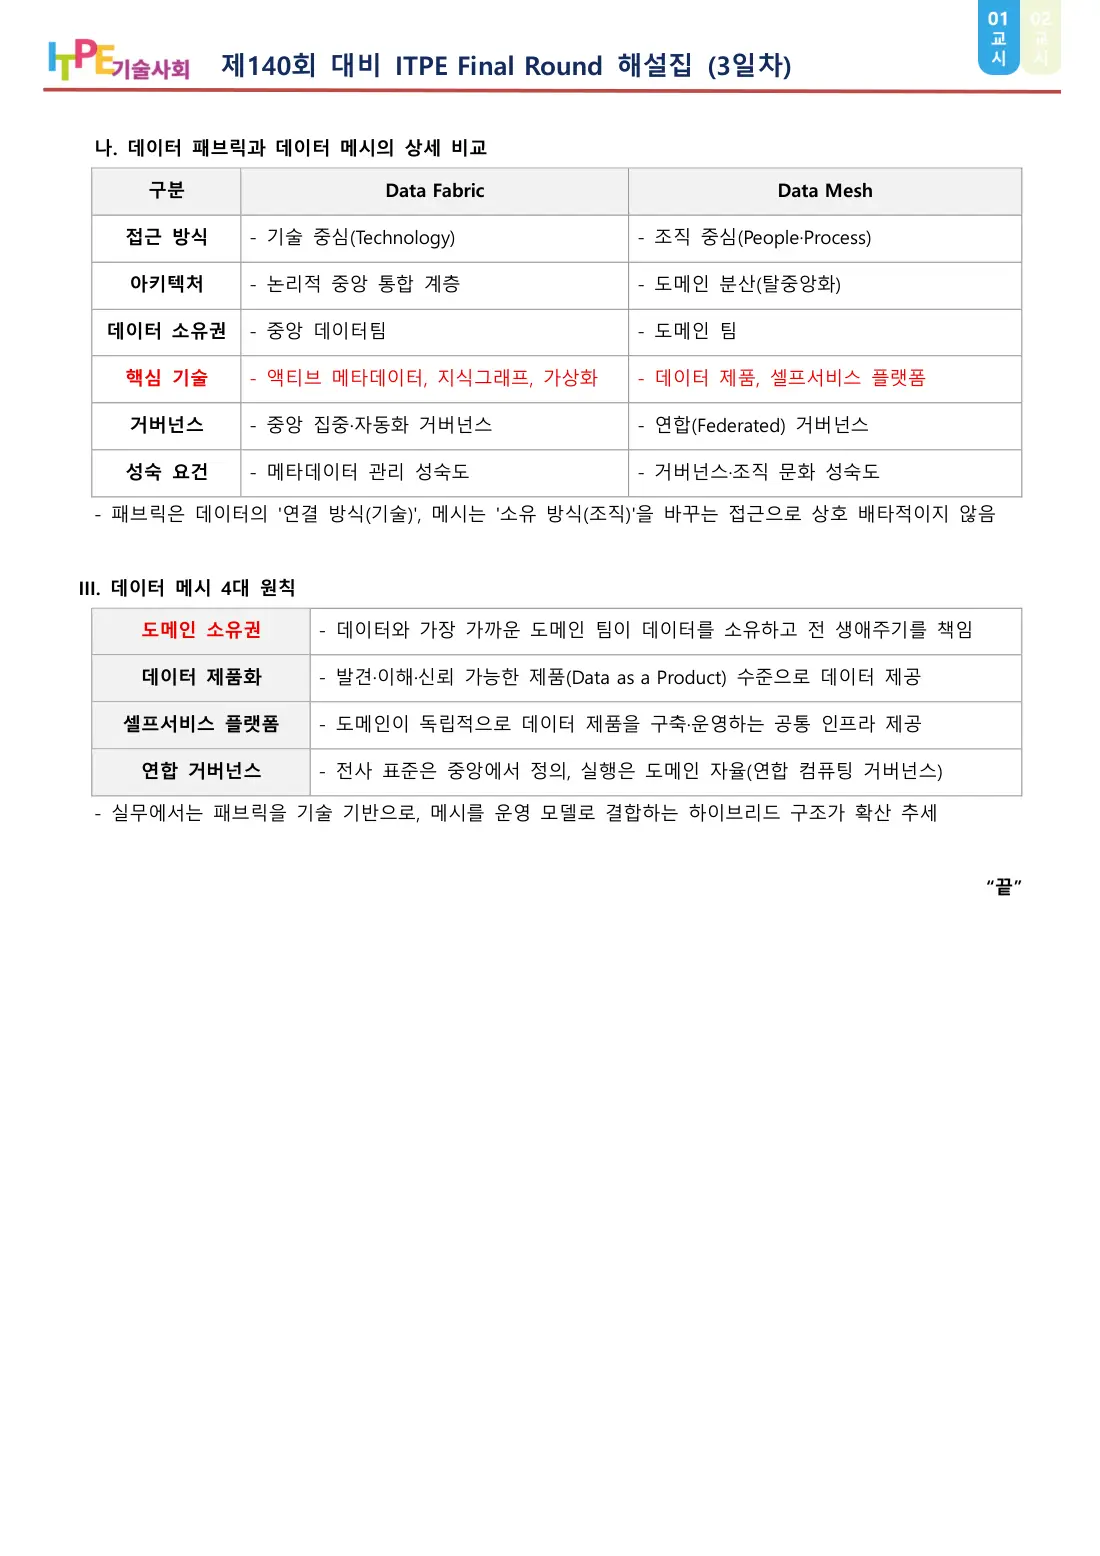 ITPE기술사회 제140회 대비 ITPE Final Round 해설집 (3일차)
01
교
시
02
교
시
나. 데이터 패브릭과 데이터 메시의 상세 비교
구분 Data Fabric Data Mesh
접근 방식 - 기술 중심(Technology) - 조직 중심(People·Process)
아키텍처 - 논리적 중앙 통합 계층 - 도메인 분산(탈중앙화)
데이터 소유권 - 중앙 데이터팀 - 도메인 팀
핵심 기술 - 액티브 메타데이터, 지식그래프, 가상화 - 데이터 제품, 셀프서비스 플랫폼
거버넌스 - 중앙 집중·자동화 거버넌스 - 연합(Federated) 거버넌스
성숙 요건 - 메타데이터 관리 성숙도 - 거버넌스·조직 문화 성숙도
- 패브릭은 데이터의 '연결 방식(기술)', 메시는 '소유 방식(조직)'을 바꾸는 접근으로 상호 배타적이지 않음
III. 데이터 메시 4대 원칙
도메인 소유권 - 데이터와 가장 가까운 도메인 팀이 데이터를 소유하고 전 생애주기를 책임
데이터 제품화 - 발견·이해·신뢰 가능한 제품(Data as a Product) 수준으로 데이터 제공
셀프서비스 플랫폼 - 도메인이 독립적으로 데이터 제품을 구축·운영하는 공통 인프라 제공
연합 거버넌스 - 전사 표준은 중앙에서 정의, 실행은 도메인 자율(연합 컴퓨팅 거버넌스)
- 실무에서는 패브릭을 기술 기반으로, 메시를 운영 모델로 결합하는 하이브리드 구조가 확산 추세
“끝”